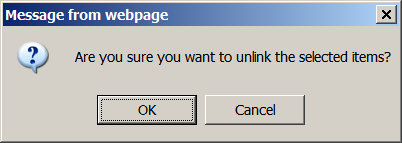 Message from webpage
Are you sure you want to unlink the selected items?
OK
Cancel